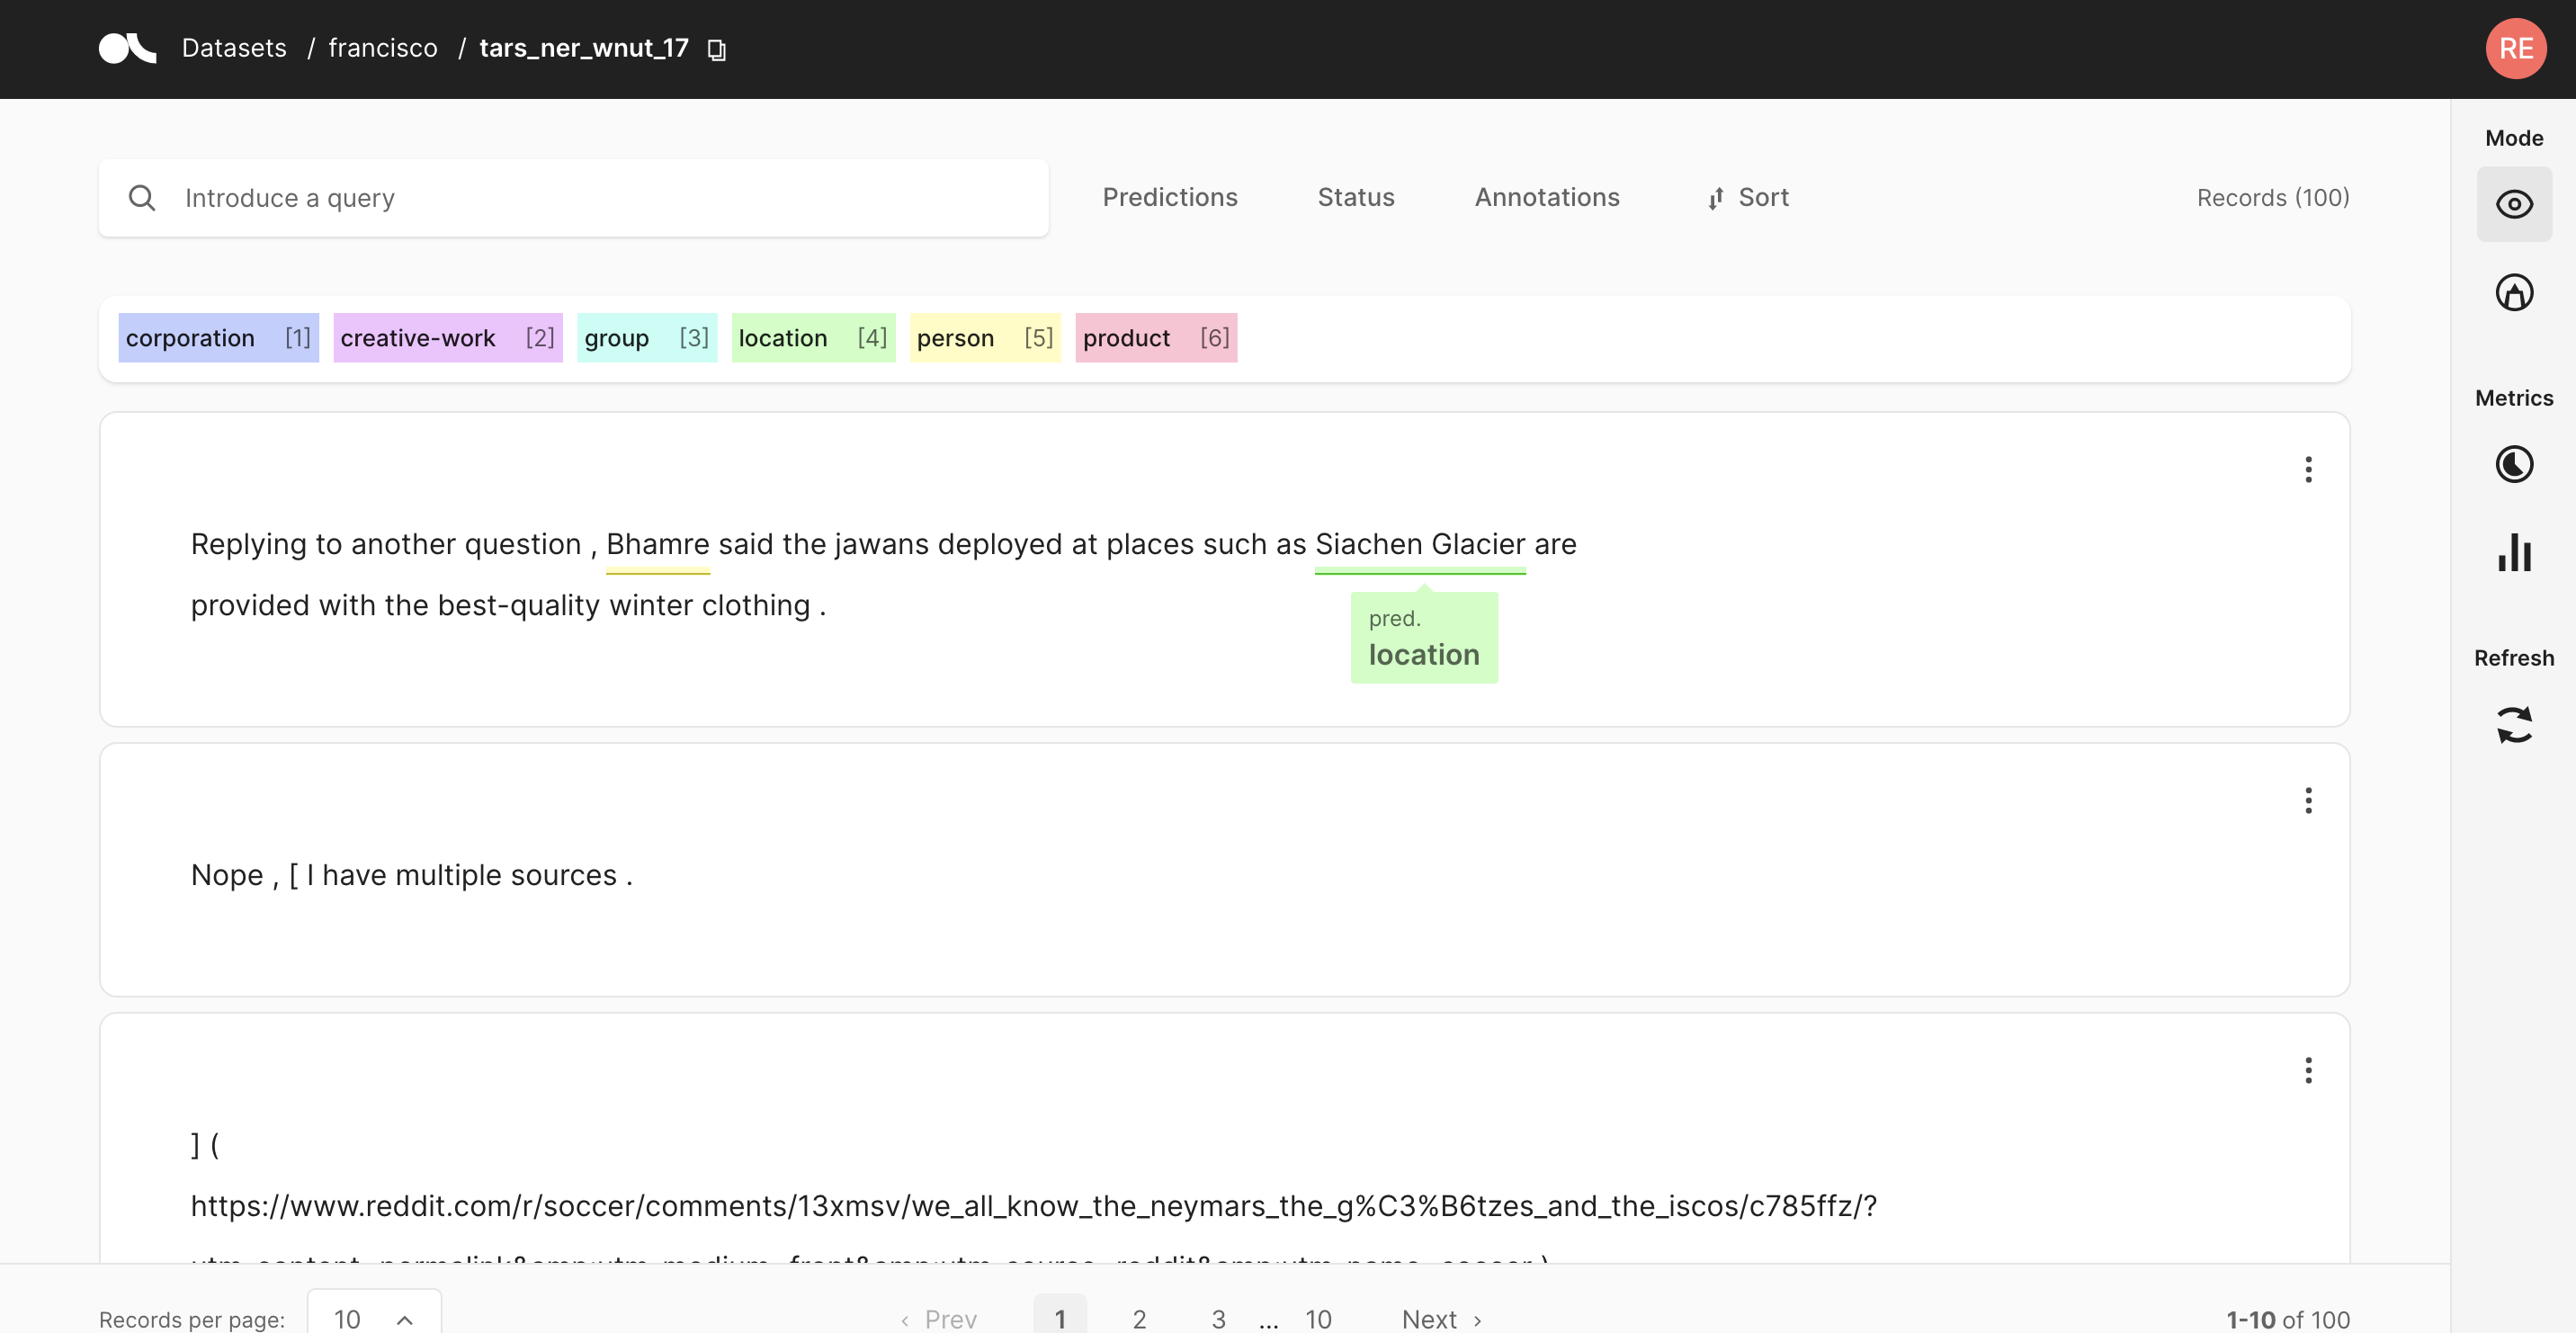 Datasets / francisco / tars_ner_wnut_17
RE
Introduce a query
Predictions
Status
Annotations
Sort
Records (100)
Mode
corporation [1] creative-work [2] group [3] location [4] person [5] product [6]
Metrics
Replying to another question , Bhamre said the jawans deployed at places such as Siachen Glacier are
provided with the best-quality winter clothing .
pred.
location
Refresh
Nope , [ I have multiple sources .
] (
https://www.reddit.com/r/soccer/comments/13xmsv/we_all_know_the_neymars_the_g%C3%B6tzes_and_the_iscos/c785ffz/?
Records per page: 10
‹ Prev 1 2 3 ... 10 Next ›
1-10 of 100